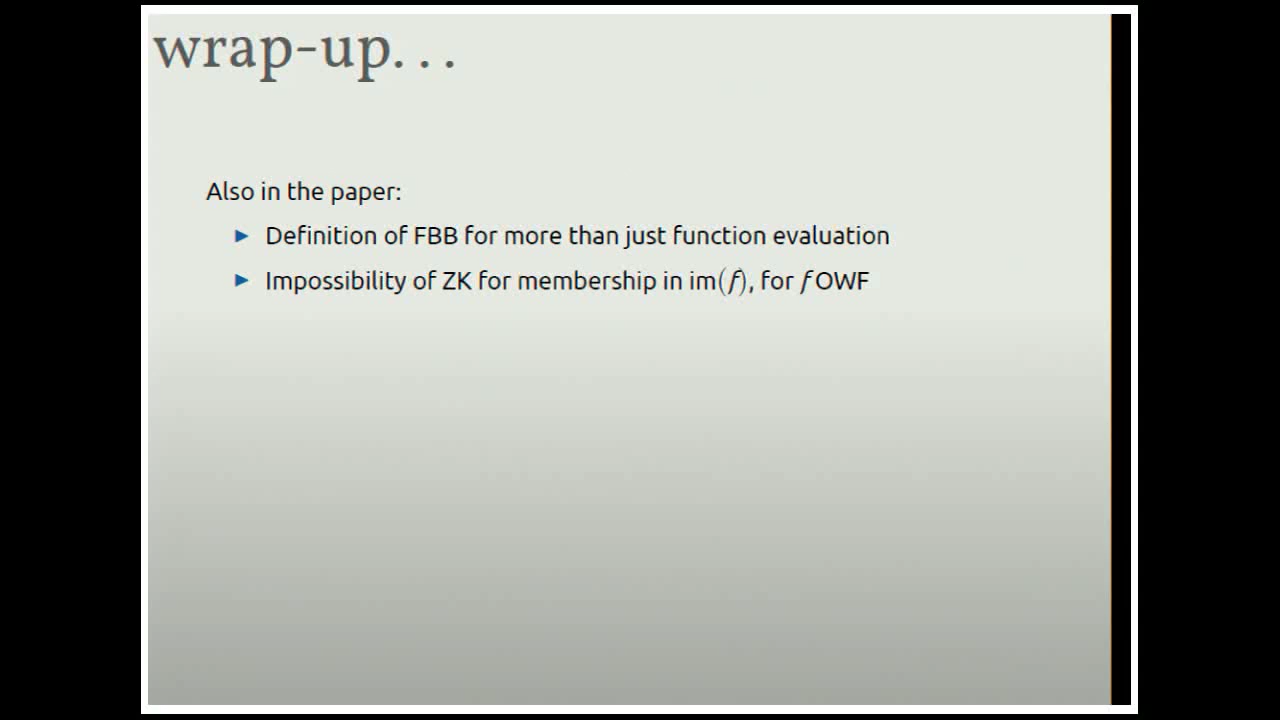 wrap-up...
Also in the paper:
► Definition of FBB for more than just function evaluation
► Impossibility of ZK for membership in im(f), for f OWF